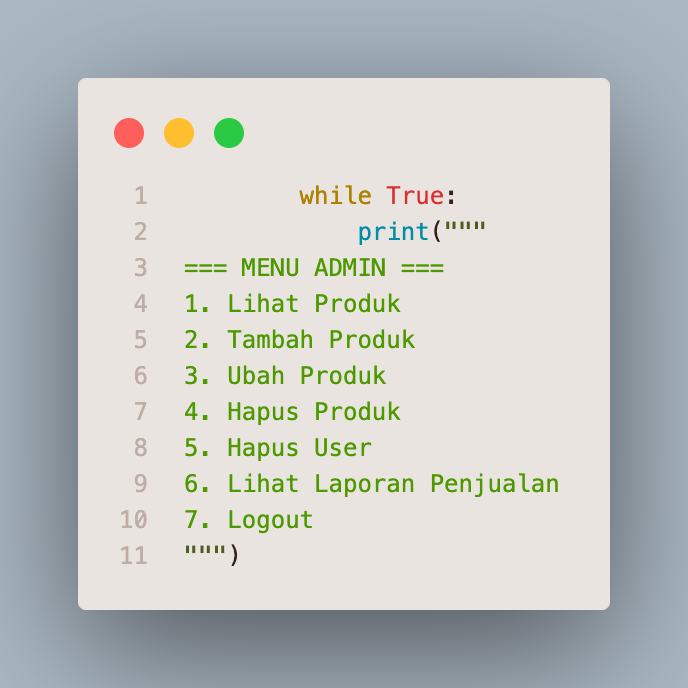 1 while True:
2 print("""
3 === MENU ADMIN ===
4 1. Lihat Produk
5 2. Tambah Produk
6 3. Ubah Produk
7 4. Hapus Produk
8 5. Hapus User
9 6. Lihat Laporan Penjualan
10 7. Logout
11 """)